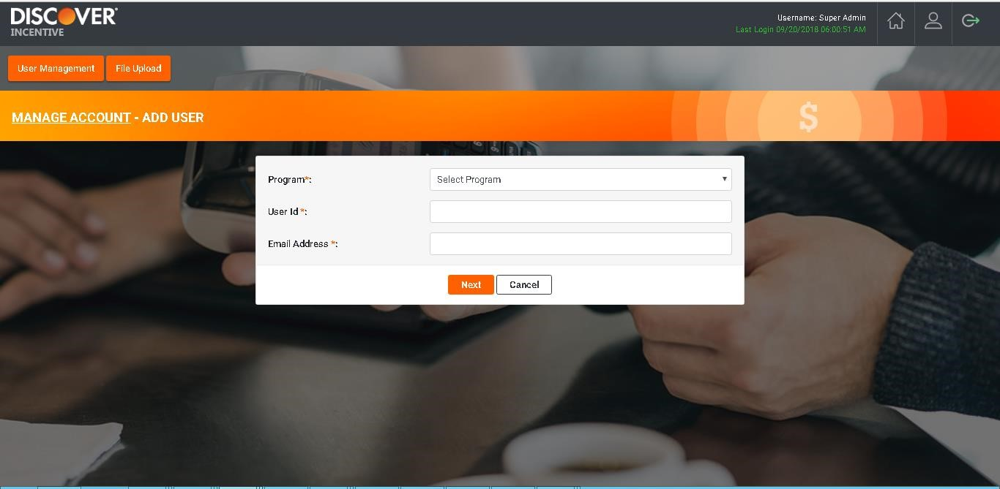 DISCOVER
INCENTIVE
Username: Super Admin
Last Login 09/20/2018 06:00:51 AM
User Management
File Upload
MANAGE ACCOUNT - ADD USER
$
Program*:
Select Program
User Id *:
Email Address *:
Next
Cancel